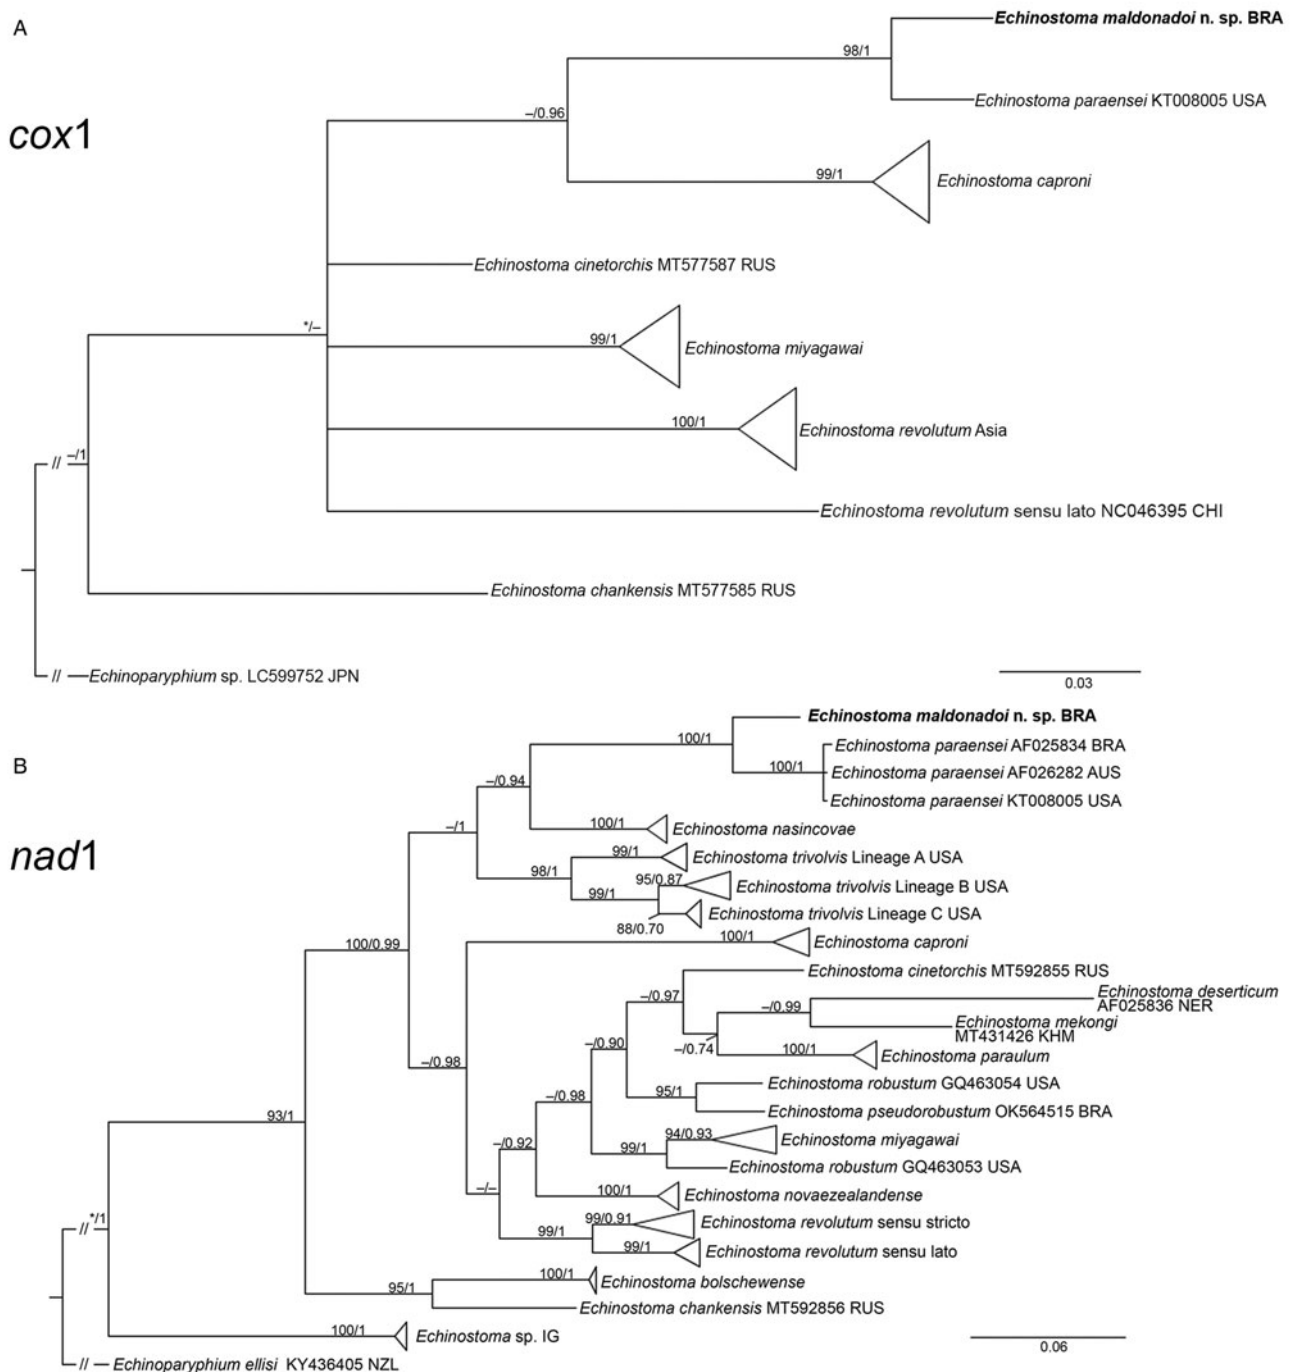 A
Echinostoma maldonadoi n. sp. BRA
98/1
Echinostoma paraensei KT008005 USA
–/0.96
cox1
99/1
Echinostoma caproni
Echinostoma cinetorchis MT577587 RUS
*/–
99/1
Echinostoma miyagawai
100/1
Echinostoma revolutum Asia
// –/1
Echinostoma revolutum sensu lato NC046395 CHI
Echinostoma chankensis MT577585 RUS
// Echinoparyphium sp. LC599752 JPN
0.03
Echinostoma maldonadoi n. sp. BRA
100/1
B
Echinostoma paraensei AF025834 BRA
100/1
Echinostoma paraensei AF026282 AUS
–/0.94
Echinostoma paraensei KT008005 USA
–/1
100/1
Echinostoma nasincovae
nad1
99/1
Echinostoma trivolvis Lineage A USA
98/1
95/0.87
Echinostoma trivolvis Lineage B USA
99/1
Echinostoma trivolvis Lineage C USA
88/0.70
100/0.99
100/1
Echinostoma caproni
Echinostoma cinetorchis MT592855 RUS
–/0.97
Echinostoma deserticum
AF025836 NER
–/0.99
Echinostoma mekongi
MT431426 KHM
–/0.90
–/0.74
100/1
Echinostoma paraulum
–/0.98
Echinostoma robustum GQ463054 USA
95/1
–/0.98
Echinostoma pseudorobustum OK564515 BRA
93/1
94/0.93
Echinostoma miyagawai
–/0.92
99/1
Echinostoma robustum GQ463053 USA
–/–
100/1
Echinostoma novaezealandense
99/0.91
Echinostoma revolutum sensu stricto
// */1
99/1
99/1
Echinostoma revolutum sensu lato
100/1
Echinostoma bolschewense
95/1
Echinostoma chankensis MT592856 RUS
100/1
Echinostoma sp. IG
0.06
// Echinoparyphium ellisi KY436405 NZL